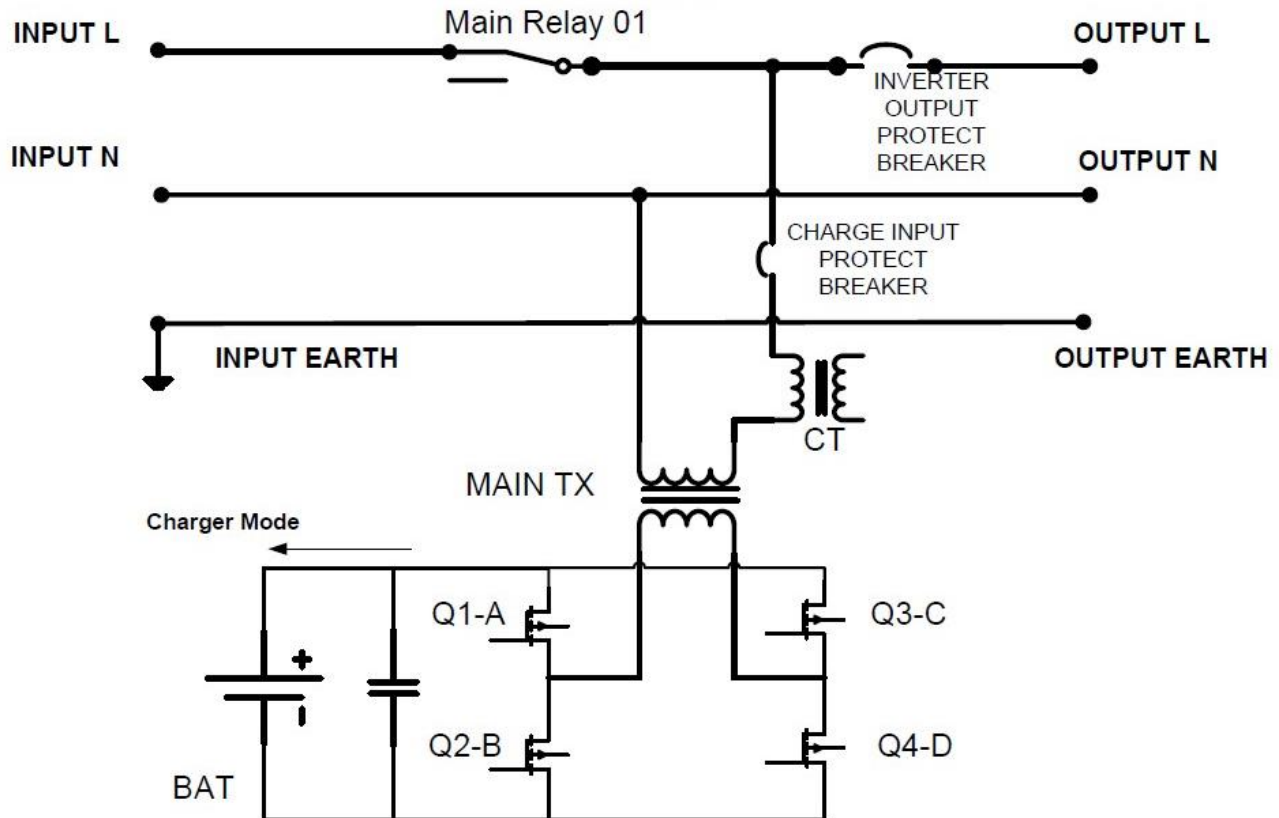 Main Relay 01
INPUT L
OUTPUT L
INVERTER
OUTPUT
PROTECT
BREAKER
INPUT N
OUTPUT N
CHARGE INPUT
PROTECT
BREAKER
INPUT EARTH
OUTPUT EARTH
CT
MAIN TX
Charger Mode
Q1-A
Q3-C
+
-
Q2-B
Q4-D
BAT